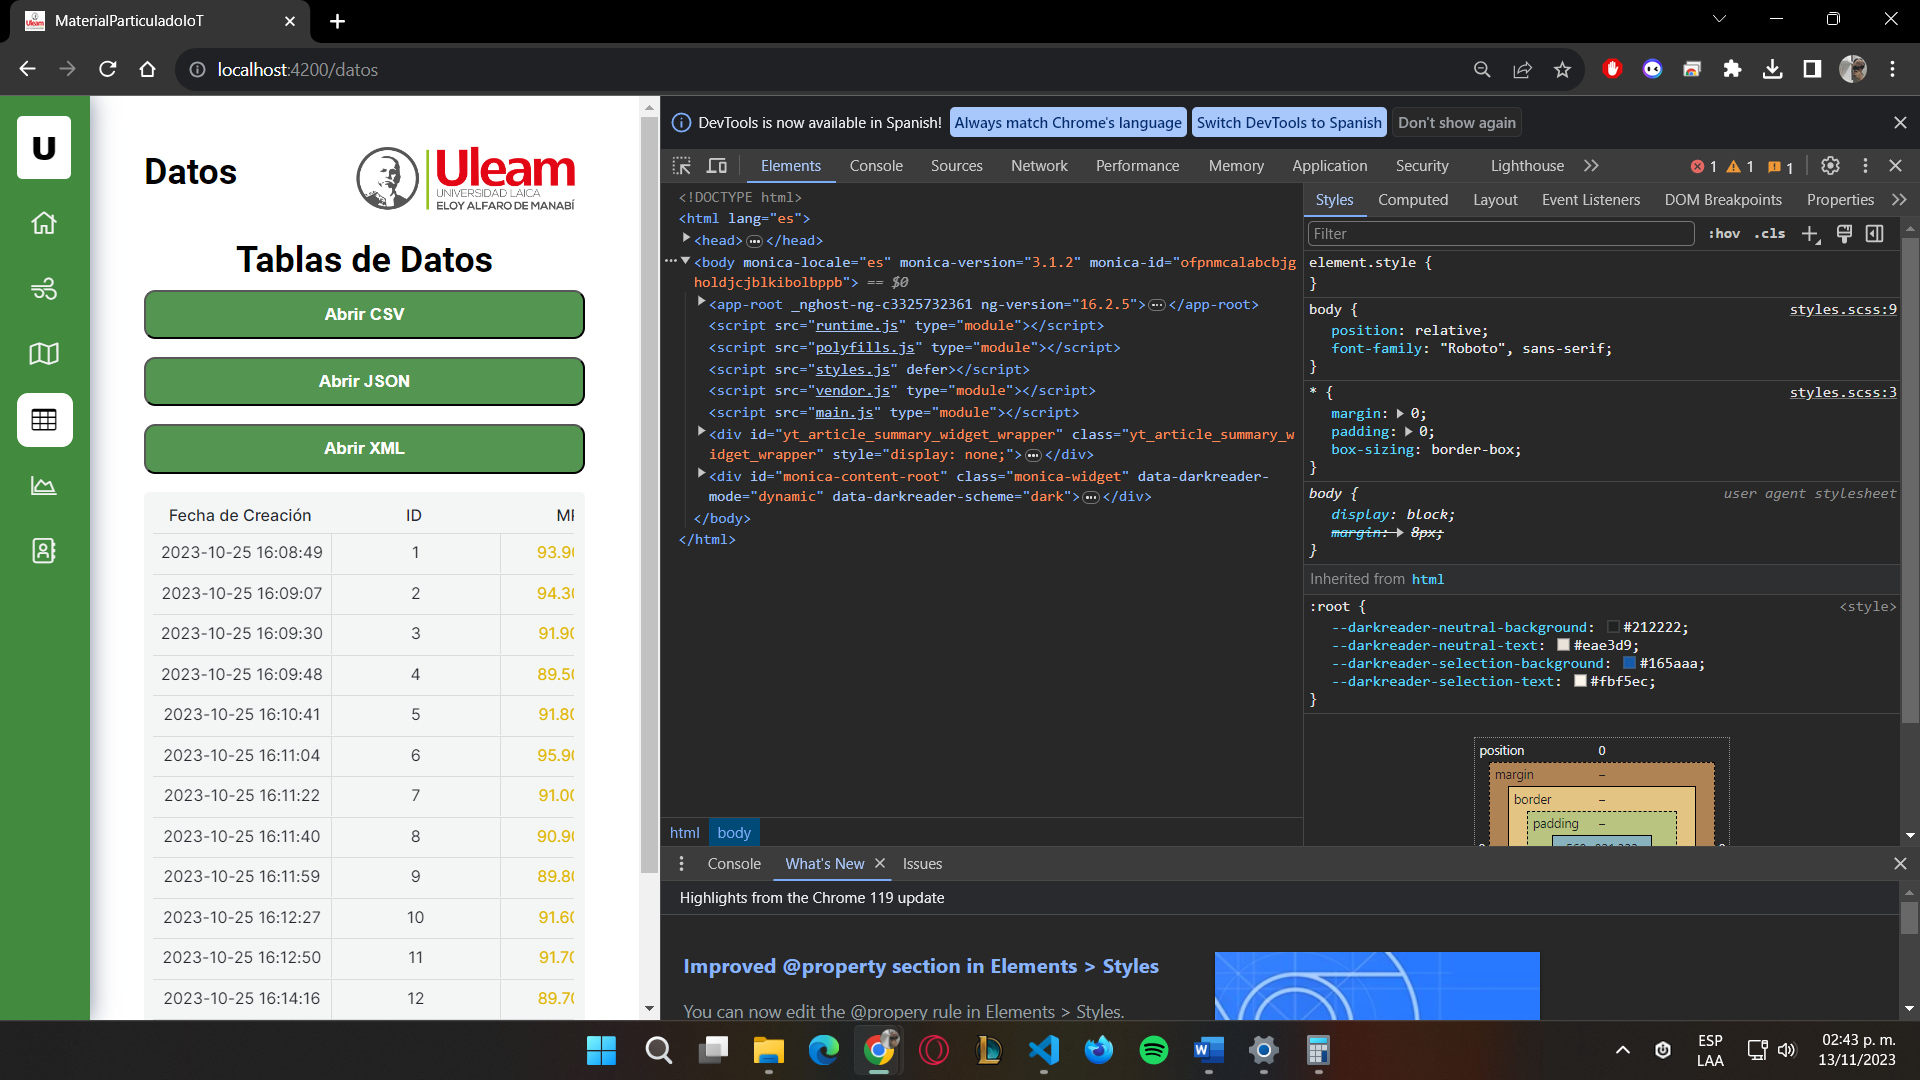 MaterialParticuladoIoT
localhost:4200/datos
U
Datos
Uleam
UNIVERSIDAD LAICA
ELOY ALFARO DE MANABÍ
Tablas de Datos
Abrir CSV
Abrir JSON
Abrir XML
Fecha de Creación ID
2023-10-25 16:08:49 1 93.90
2023-10-25 16:09:07 2 94.30
2023-10-25 16:09:30 3 91.90
2023-10-25 16:09:48 4 89.50
2023-10-25 16:10:41 5 91.80
2023-10-25 16:11:04 6 95.90
2023-10-25 16:11:22 7 91.00
2023-10-25 16:11:40 8 90.90
2023-10-25 16:11:59 9 89.80
2023-10-25 16:12:27 10 91.60
2023-10-25 16:12:50 11 91.70
2023-10-25 16:14:16 12 89.70
DevTools is now available in Spanish! Always match Chrome's language Switch DevTools to Spanish Don't show again
Elements Console Sources Network Performance Memory Application Security Lighthouse 1 1 1
<!DOCTYPE html>
<html lang="es">
<head> </head>
<body monica-locale="es" monica-version="3.1.2" monica-id="ofpnmcalabcbjg
holdjcjblkibolbppb"> == $0
<app-root _nghost-ng-c3325732361 ng-version="16.2.5"> </app-root>
<script src="runtime.js" type="module"></script>
<script src="polyfills.js" type="module"></script>
<script src="styles.js" defer></script>
<script src="vendor.js" type="module"></script>
<script src="main.js" type="module"></script>
<div id="yt_article_summary_widget_wrapper" class="yt_article_summary_w
idget_wrapper" style="display: none;"> </div>
<div id="monica-content-root" class="monica-widget" data-darkreader-
mode="dynamic" data-darkreader-scheme="dark"> </div>
</body>
</html>
html body
Styles Computed Layout Event Listeners DOM Breakpoints Properties
Filter :hov .cls
element.style {
}
body { styles.scss:9
position: relative;
font-family: "Roboto", sans-serif;
}
* { styles.scss:3
margin: 0;
padding: 0;
box-sizing: border-box;
}
body { user agent stylesheet
display: block;
margin: 8px;
}
Inherited from html
:root { <style>
--darkreader-neutral-background: #212222;
--darkreader-neutral-text: #eae3d9;
--darkreader-selection-background: #165aaa;
--darkreader-selection-text: #fbf5ec;
}
position 0
margin –
border –
padding –
Console What's New Issues
Highlights from the Chrome 119 update
Improved @property section in Elements > Styles
You can now edit the @propery rule in Elements > Styles.
ESP
LAA
02:43 p. m.
13/11/2023